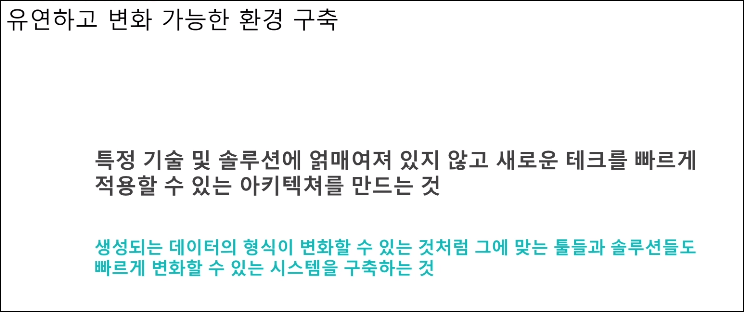 유연하고 변화 가능한 환경 구축
특정 기술 및 솔루션에 얽매여져 있지 않고 새로운 테크를 빠르게
적용할 수 있는 아키텍쳐를 만드는 것
생성되는 데이터의 형식이 변화할 수 있는 것처럼 그에 맞는 툴들과 솔루션들도
빠르게 변화할 수 있는 시스템을 구축하는 것